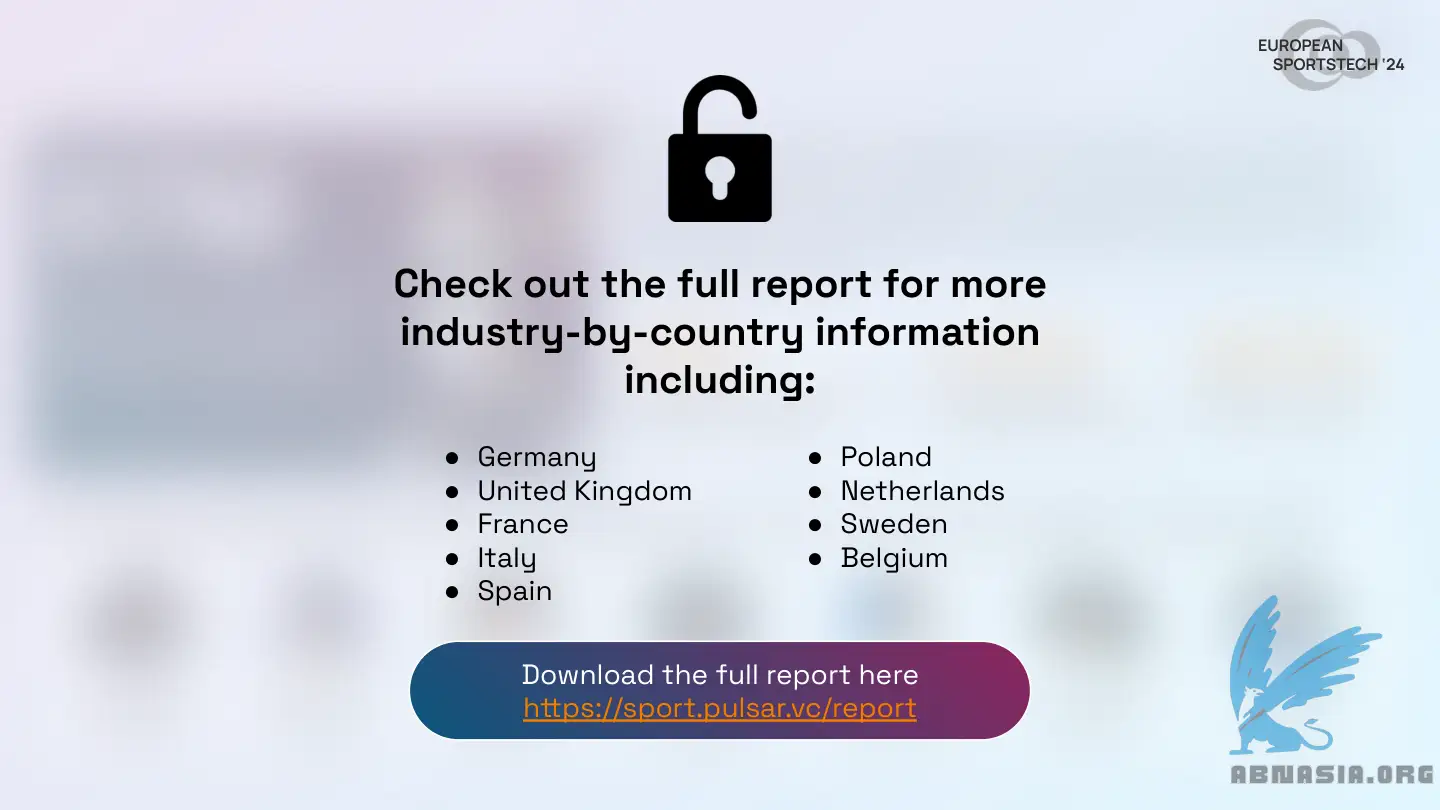 EUROPEAN
SPORTSTECH '24
Check out the full report for more
industry-by-country information
including:
Germany
United Kingdom
France
Italy
Spain
Poland
Netherlands
Sweden
Belgium
Download the full report here
https://sport.pulsar.vc/report
ABNASIA.ORG